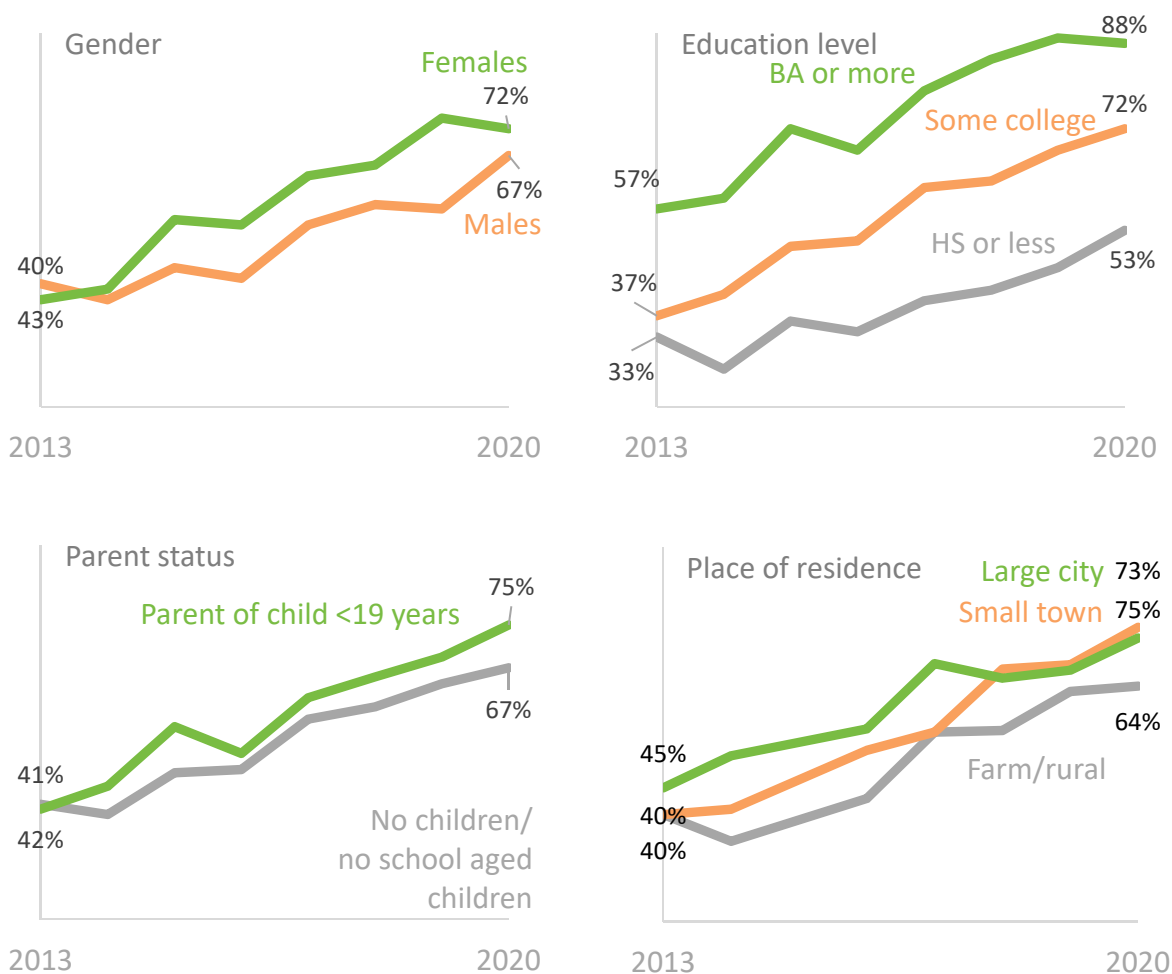 Gender
Females
72%
67%
Males
40%
43%
2013
2020
Education level
88%
BA or more
72%
Some college
57%
HS or less
53%
37%
33%
2013
2020
Parent status
75%
Parent of child <19 years
67%
41%
42%
No children/
no school aged
children
2013
2020
Place of residence
Large city 73%
Small town 75%
64%
45%
Farm/rural
40%
40%
2013
2020